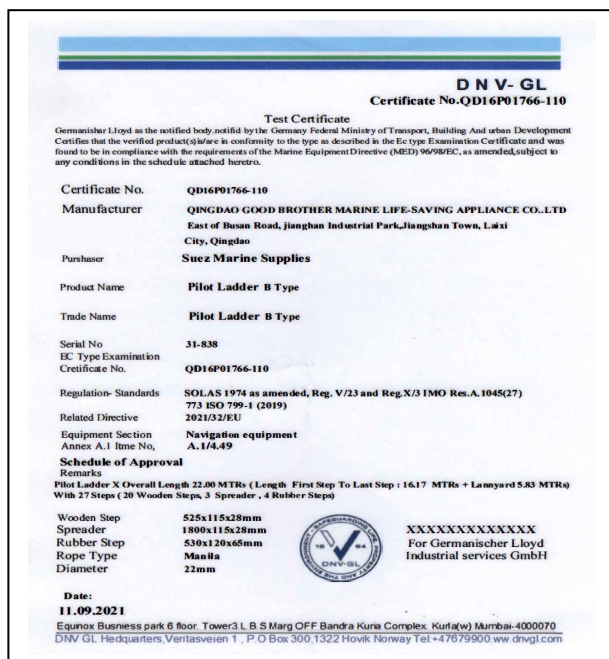 D N V- GL
Certificate No.QD16P01766-110
Test Certificate
Germanishar Lloyd as the notified body.notifid by the Germany Federal Ministry of Transport, Building And urban Development
Certifies that the verified product(s)is/are in conformity to the type as described in the Ec type Examination Certificate and was
found to be in compliance with the requirements of the Marine Equipment Directive (MED) 96/98/EC, as amended,subject to
any conditions in the schedule attached heretro.
Certificate No. QD16P01766-110
Manufacturer QINGDAO GOOD BROTHER MARINE LIFE-SAVING APPLIANCE CO..LTD
East of Busan Road, jianghan Industrial Park,Jiangshan Town, Laixi
City, Qingdao
Purshaser Suez Marine Supplies
Product Name Pilot Ladder B Type
Trade Name Pilot Ladder B Type
Serial No 31-838
EC Type Examination
Cretificate No. QD16P01766-110
Regulation- Standards SOLAS 1974 as amended, Reg. V/23 and Reg.X/3 IMO Res.A.1045(27)
773 ISO 799-1 (2019)
Related Directive 2021/32/EU
Equipment Section Navigation equipment
Annex A.1 Itme No, A.1/4.49
Schedule of Approval
Remarks
Pilot Ladder X Overall Length 22.00 MTRs ( Length First Step To Last Step : 16.17 MTRs + Lannyard 5.83 MTRs)
With 27 Steps ( 20 Wooden Steps, 3 Spreader , 4 Rubber Steps)
Wooden Step 525x115x28mm
Spreader 1800x115x28mm
Rubber Step 530x120x65mm
Rope Type Manila
Diameter 22mm
SAFEGUARDING LIFE
PROPERTY AND THE ENVIRONMENT
18 64
DNV-GL
XXXXXXXXXXXXX
For Germanischer Lloyd
Industrial services GmbH
Date:
11.09.2021
Equinox Busniess park 6 floor. Tower3.L B S Marg OFF Bandra Kuria Complex. Kurla(w) Mumbai-4000070
DNV GL Hedquarters,Veritasveien 1 , P.O Box 300,1322 Hovik Norway Tel:+47679900 ww.dnvgl.com